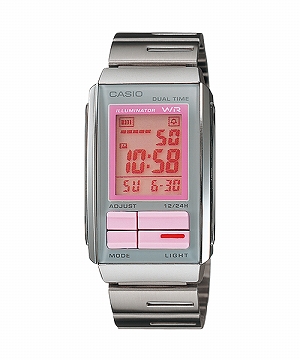 CASIO
DUAL TIME
ILLUMINATOR WR
50
10:58
SU 6-30
ADJUST 12/24H
MODE LIGHT